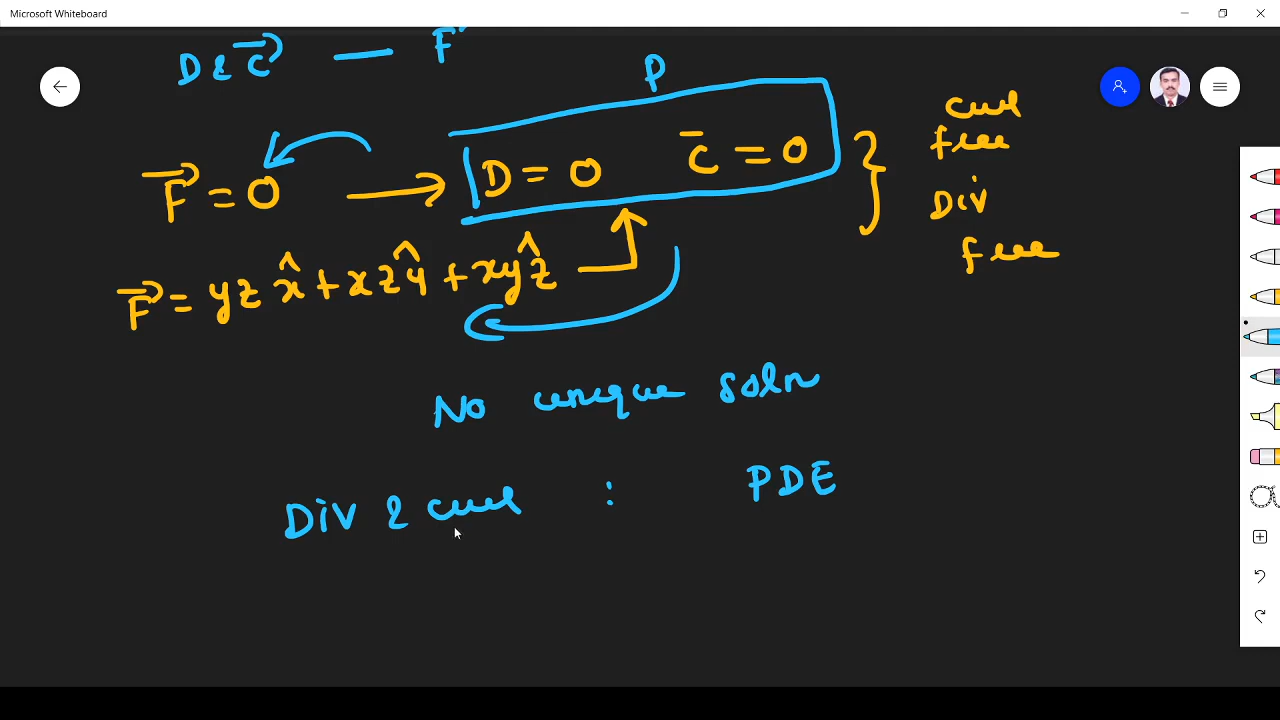 Microsoft Whiteboard
D & C⃗ — F
P
F⃗ = 0 → D = 0 C̄ = 0
curl
free
Div
free
F⃗ = yz x̂ + xz ŷ + xy ẑ
No unique soln
Div & curl : PDE